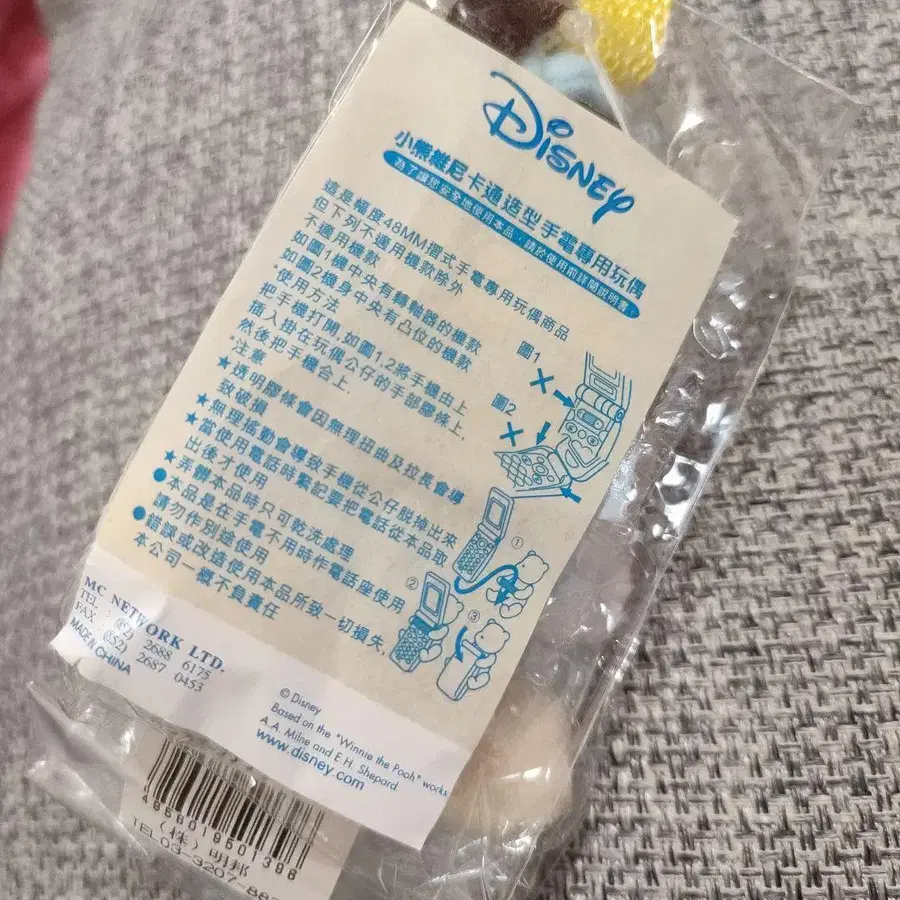 DISNEY
小熊維尼卡通造型手電專用玩偶
為了讓您安全地使用本品,請於使用前詳閱說明書。
這是幅度48MM摺式手電專用玩偶商品
但下列不適用機款除外
不適用機款
如圖1機中央有轉軸器的機款
如圖2機身中央有凸位的機款
*使用方法
把手機打開,如圖1,2將手機由上
插入掛在玩偶公仔的手部膠條上,
然後把手機合上.
*注意
★透明膠條會因無理扭曲及拉長會導
致破損
★無理搖動會導致手機從公仔脫掉出來
★當使用電話時緊記要把電話從本品取
出後才使用
★弄髒本品時只可乾洗處理
●本品是在手電不用時作電話座使用
請勿作別途使用
●錯誤或改造使用本品所致一切損失,
本公司一概不負責任
圖1
圖2
①
②
③
MC NETWORK LTD.
TEL : (852) 2688 6175
FAX : (852) 2687 0453
MADE IN CHINA
© Disney
Based on the "Winnie the Pooh" works
A.A. Milne and E.H. Shepard.
www.disney.com
(株)明邦